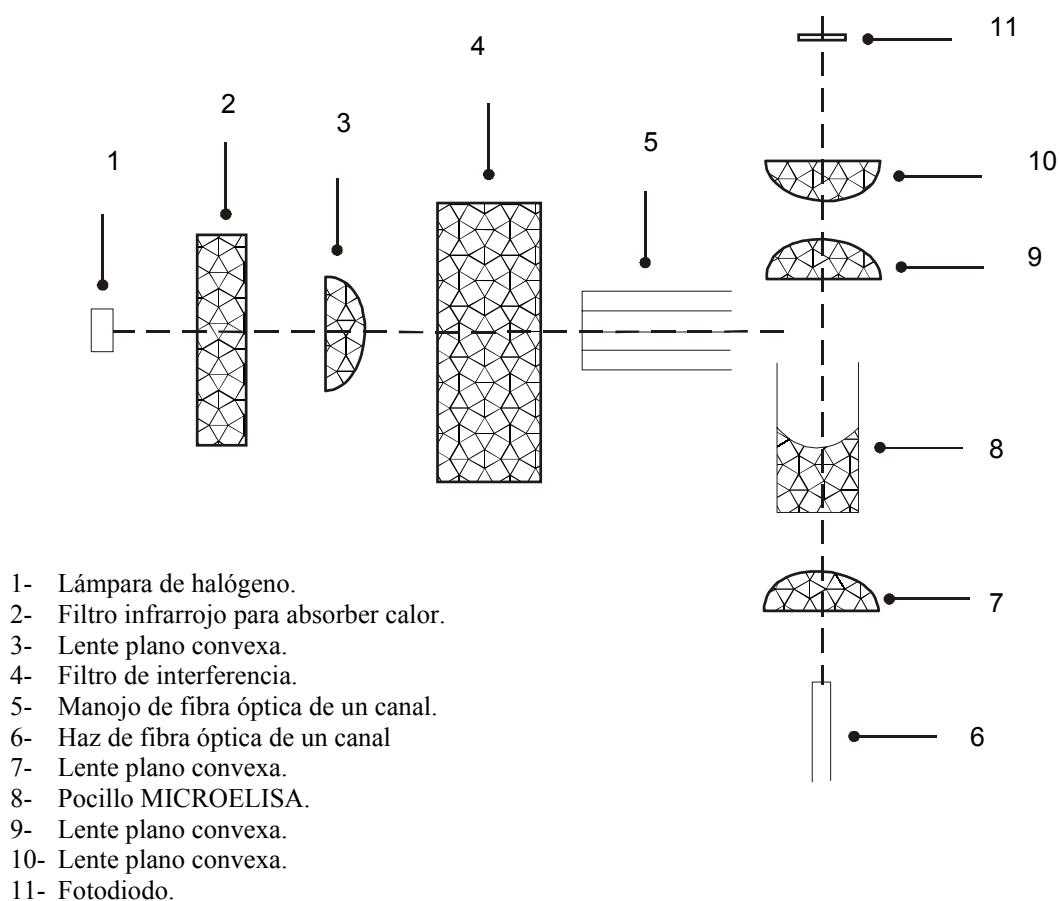 11
4
2
3
1
5
10
9
8
7
6
1- Lámpara de halógeno.
2- Filtro infrarrojo para absorber calor.
3- Lente plano convexa.
4- Filtro de interferencia.
5- Manojo de fibra óptica de un canal.
6- Haz de fibra óptica de un canal
7- Lente plano convexa.
8- Pocillo MICROELISA.
9- Lente plano convexa.
10- Lente plano convexa.
11- Fotodiodo.